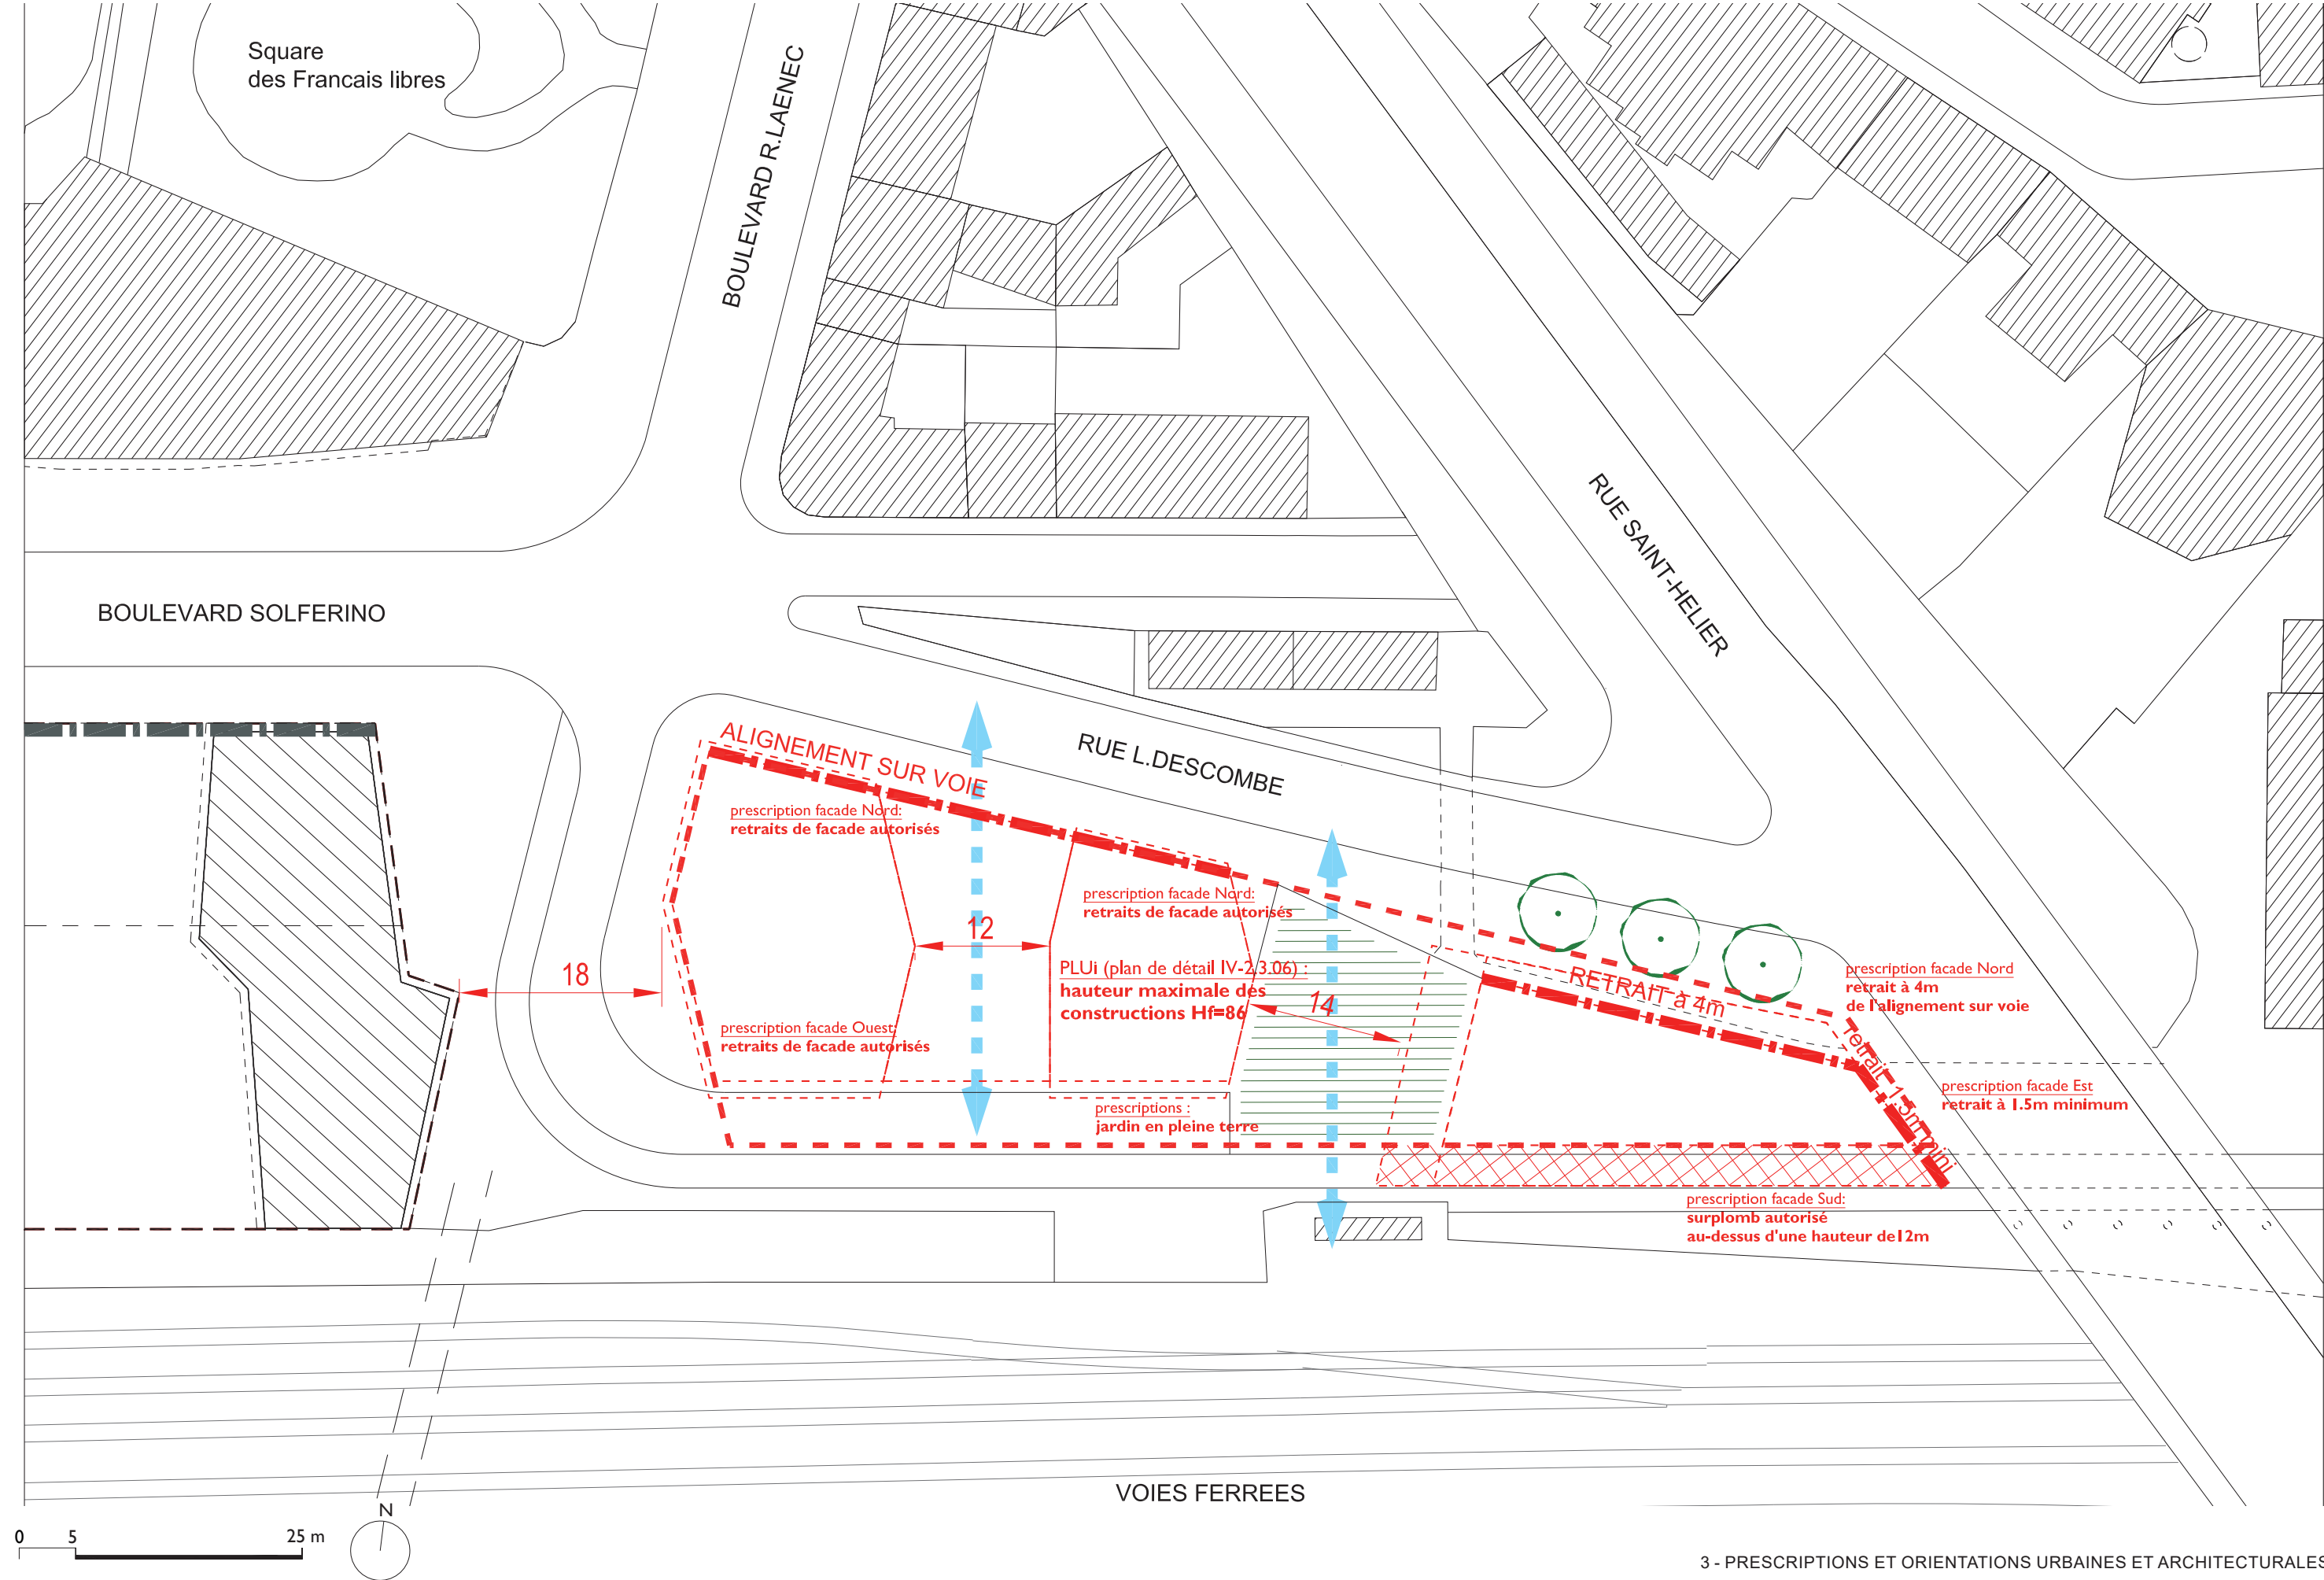 Square
des Francais libres
BOULEVARD R.LAENEC
RUE SAINT-HELIER
BOULEVARD SOLFERINO
ALIGNEMENT SUR VOIE
RUE L.DESCOMBE
prescription facade Nord:
retraits de facade autorisés
prescription facade Nord:
retraits de facade autorisés
12
18
PLUi (plan de détail IV-2.3.06) :
hauteur maximale des
constructions Hf=86
14
RETRAIT à 4m
prescription facade Nord
retrait à 4m
de l'alignement sur voie
prescription facade Ouest:
retraits de facade autorisés
retrait 1.5m mini
prescription facade Est
retrait à 1.5m minimum
prescriptions :
jardin en pleine terre
prescription facade Sud:
surplomb autorisé
au-dessus d'une hauteur de12m
VOIES FERREES
N
0 5 25 m
3 - PRESCRIPTIONS ET ORIENTATIONS URBAINES ET ARCHITECTURALES